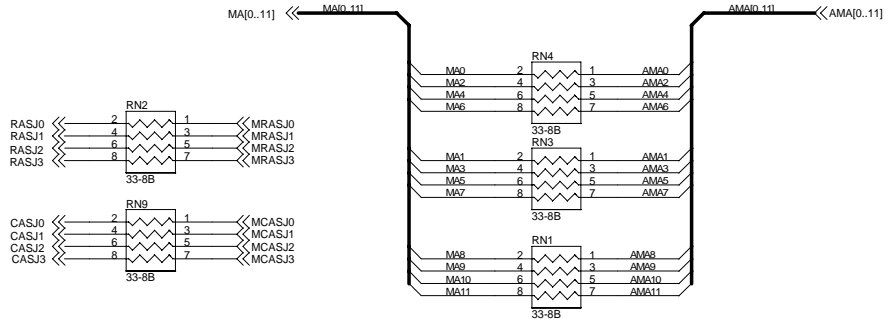 MA[0..11] MA[0..11] AMA[0..11] AMA[0..11]
RN4
MA0 2 1 AMA0
MA2 4 3 AMA2
MA4 6 5 AMA4
MA6 8 7 AMA6
33-8B
RN2
RASJ0 2 1 MRASJ0
RASJ1 4 3 MRASJ1
RASJ2 6 5 MRASJ2
RASJ3 8 7 MRASJ3
33-8B
RN3
MA1 2 1 AMA1
MA3 4 3 AMA3
MA5 6 5 AMA5
MA7 8 7 AMA7
33-8B
RN9
CASJ0 2 1 MCASJ0
CASJ1 4 3 MCASJ1
CASJ2 6 5 MCASJ2
CASJ3 8 7 MCASJ3
33-8B
RN1
MA8 2 1 AMA8
MA9 4 3 AMA9
MA10 6 5 AMA10
MA11 8 7 AMA11
33-8B